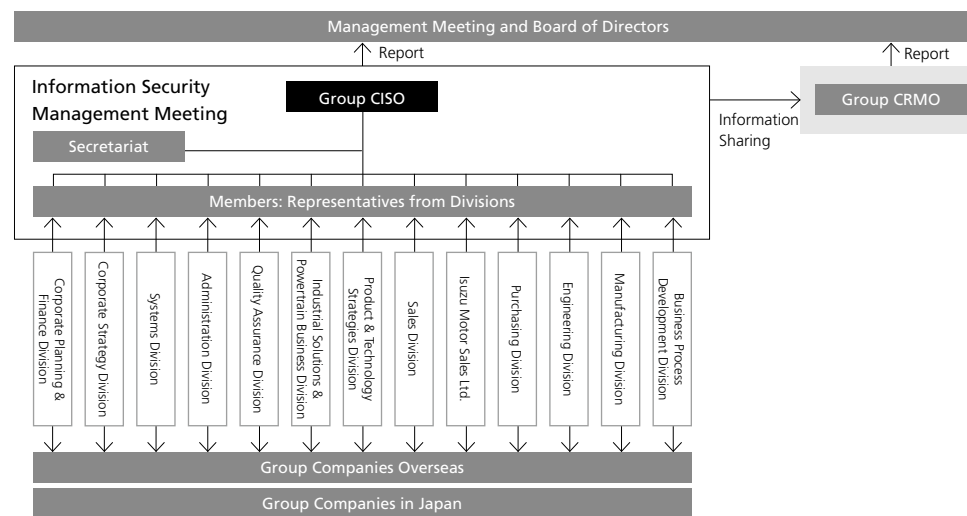 Management Meeting and Board of Directors
Report
Report
Information Security
Management Meeting
Group CISO
Group CRMO
Information
Sharing
Secretariat
Members: Representatives from Divisions
Corporate Planning &
Finance Division
Corporate Strategy Division
Systems Division
Administration Division
Quality Assurance Division
Industrial Solutions &
Powertrain Business Division
Product & Technology
Strategies Division
Sales Division
Isuzu Motor Sales Ltd.
Purchasing Division
Engineering Division
Manufacturing Division
Business Process
Development Division
Group Companies Overseas
Group Companies in Japan